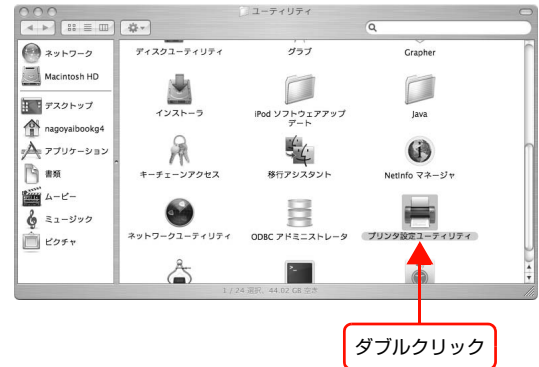 ユーティリティ
ネットワーク
Macintosh HD
デスクトップ
nagoyaibookg4
アプリケーション
書類
ムービー
ミュージック
ピクチャ
ディスクユーティリティ
グラブ
Grapher
インストーラ
iPod ソフトウェアアップ
デート
Java
キーチェーンアクセス
移行アシスタント
NetInfo マネージャ
ネットワークユーティリティ
ODBC アドミニストレータ
プリンタ設定ユーティリティ
1 / 24 選択、44.02 GB 空き
ダブルクリック